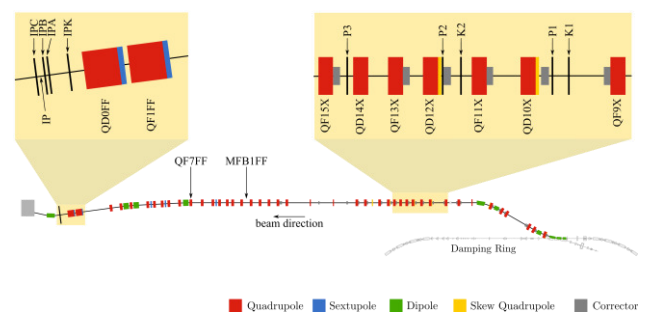 IPC
IPB
IPA
IPK
IP
QD0FF
QF1FF
P3
P2
K2
P1
K1
QF15X
QD14X
QF13X
QD12X
QF11X
QD10X
QF9X
QF7FF
MFB1FF
beam direction
Damping Ring
Quadrupole
Sextupole
Dipole
Skew Quadrupole
Corrector